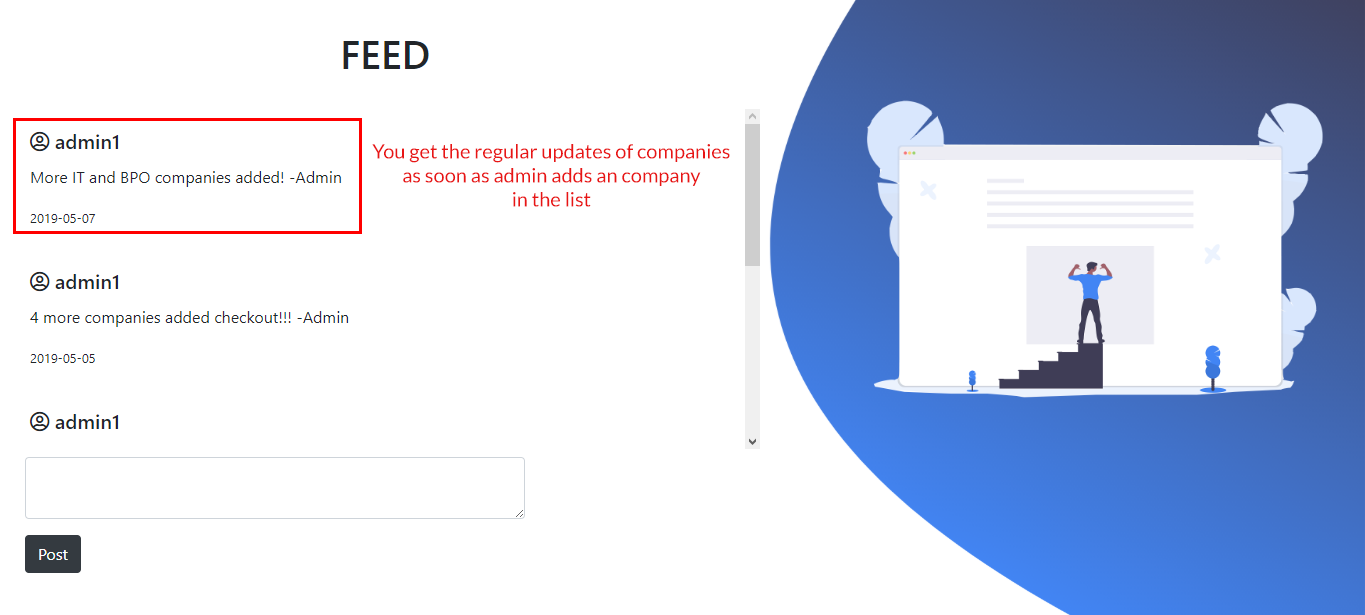 FEED
admin1
More IT and BPO companies added! -Admin
2019-05-07
You get the regular updates of companies
as soon as admin adds an company
in the list
admin1
4 more companies added checkout!!! -Admin
2019-05-05
admin1
Post